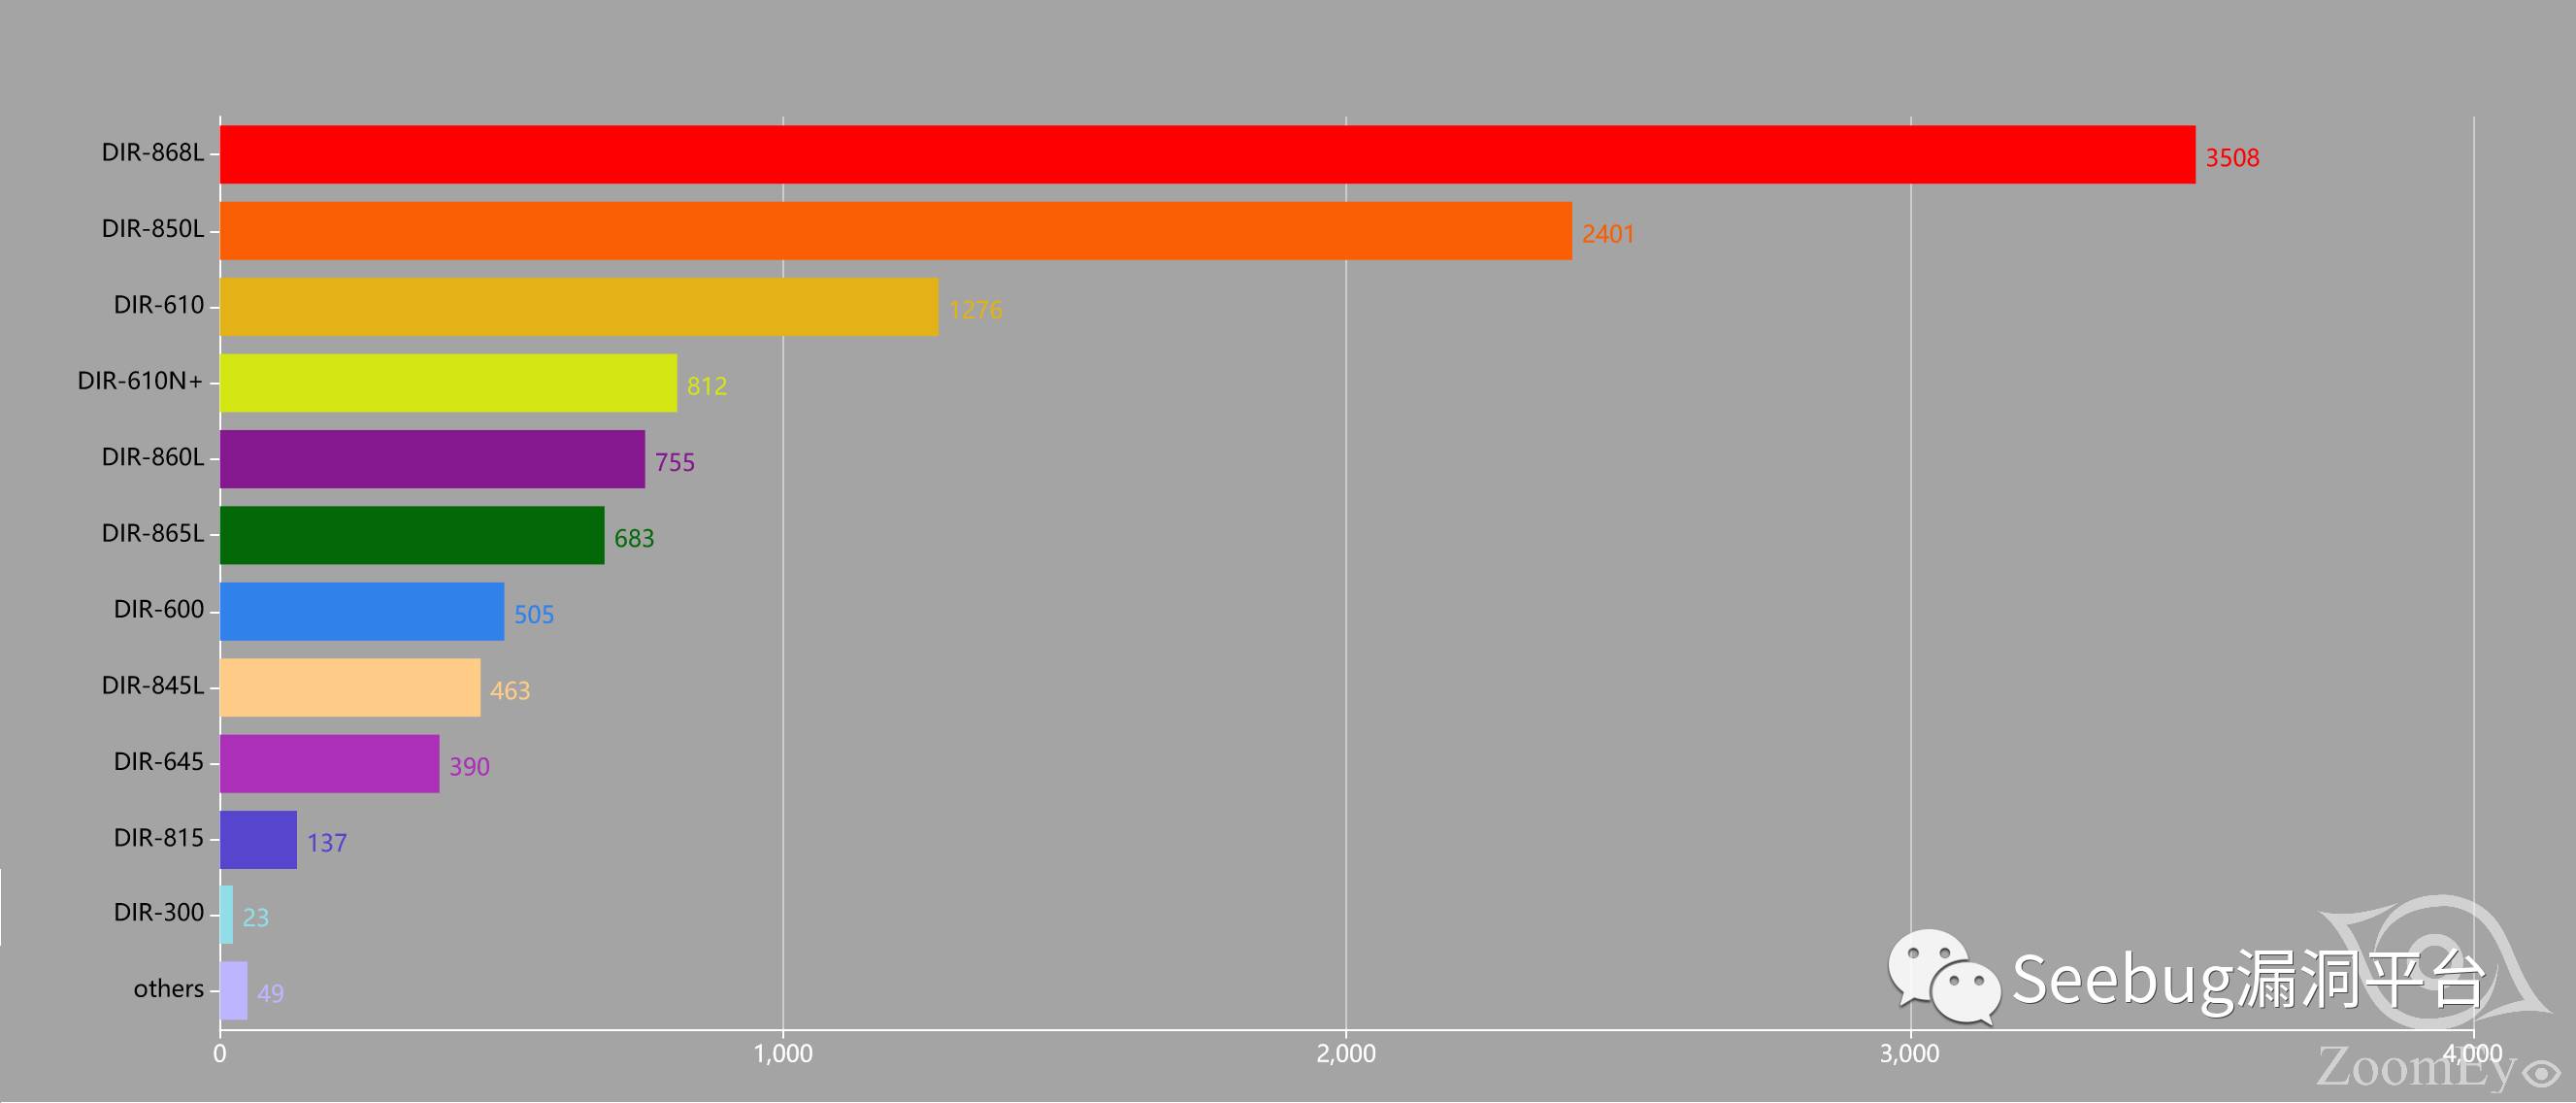 DIR-868L 3508
DIR-850L 2401
DIR-610 1276
DIR-610N+ 812
DIR-860L 755
DIR-865L 683
DIR-600 505
DIR-845L 463
DIR-645 390
DIR-815 137
DIR-300 23
others 49
Seebug漏洞平台
0 1,000 2,000 3,000 4,000
ZoomEy